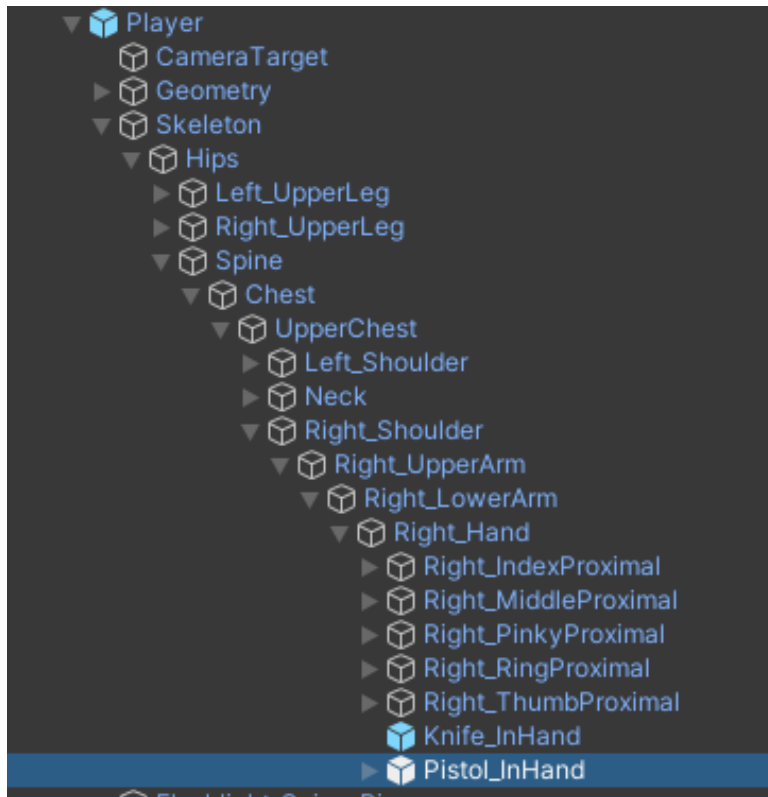 Player
CameraTarget
Geometry
Skeleton
Hips
Left_UpperLeg
Right_UpperLeg
Spine
Chest
UpperChest
Left_Shoulder
Neck
Right_Shoulder
Right_UpperArm
Right_LowerArm
Right_Hand
Right_IndexProximal
Right_MiddleProximal
Right_PinkyProximal
Right_RingProximal
Right_ThumbProximal
Knife_InHand
Pistol_InHand